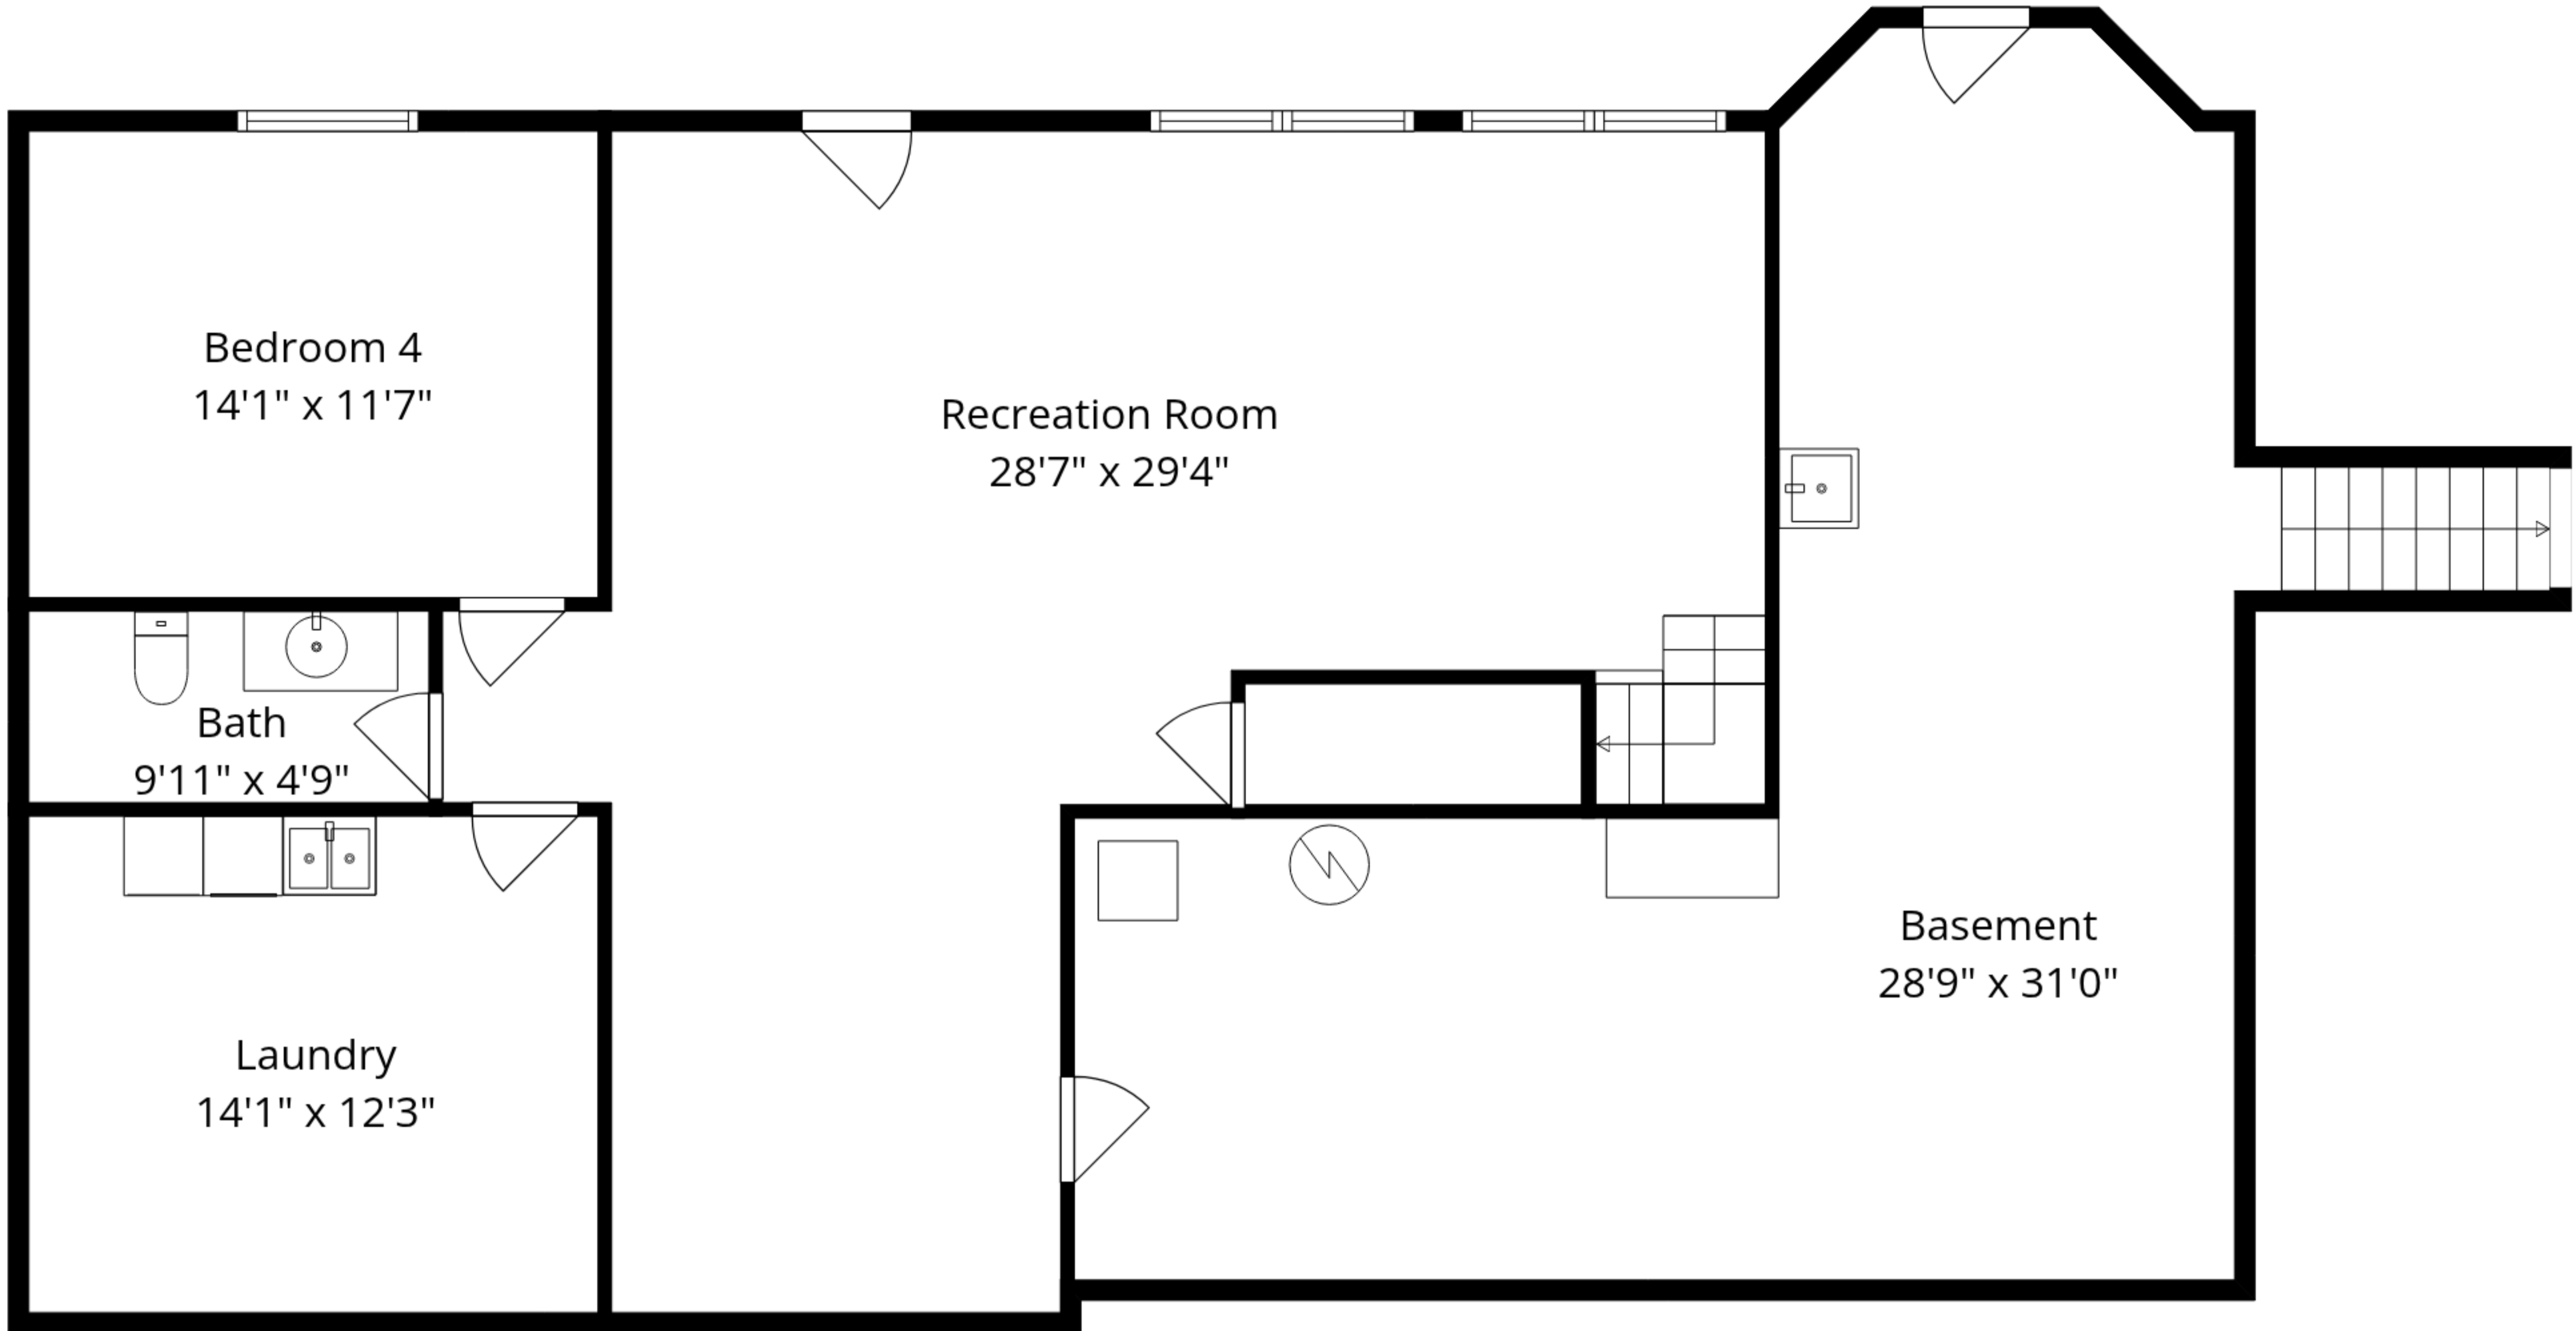 Bedroom 4
14'1" x 11'7"
Recreation Room
28'7" x 29'4"
Bath
9'11" x 4'9"
Basement
28'9" x 31'0"
Laundry
14'1" x 12'3"